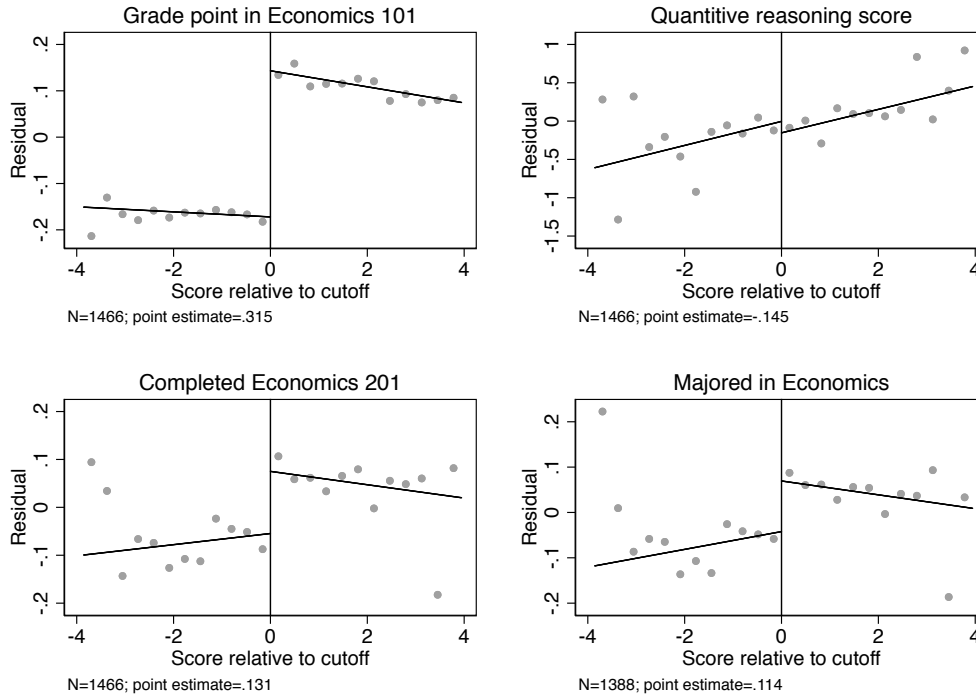 Grade point in Economics 101
Residual
.2
.1
0
-.1
-.2
-4 -2 0 2 4
Score relative to cutoff
N=1466; point estimate=.315
Quantitive reasoning score
Residual
1
.5
0
-.5
-1
-1.5
-4 -2 0 2 4
Score relative to cutoff
N=1466; point estimate=-.145
Completed Economics 201
Residual
.2
.1
0
-.1
-.2
-4 -2 0 2 4
Score relative to cutoff
N=1466; point estimate=.131
Majored in Economics
Residual
.2
.1
0
-.1
-.2
-4 -2 0 2 4
Score relative to cutoff
N=1388; point estimate=.114